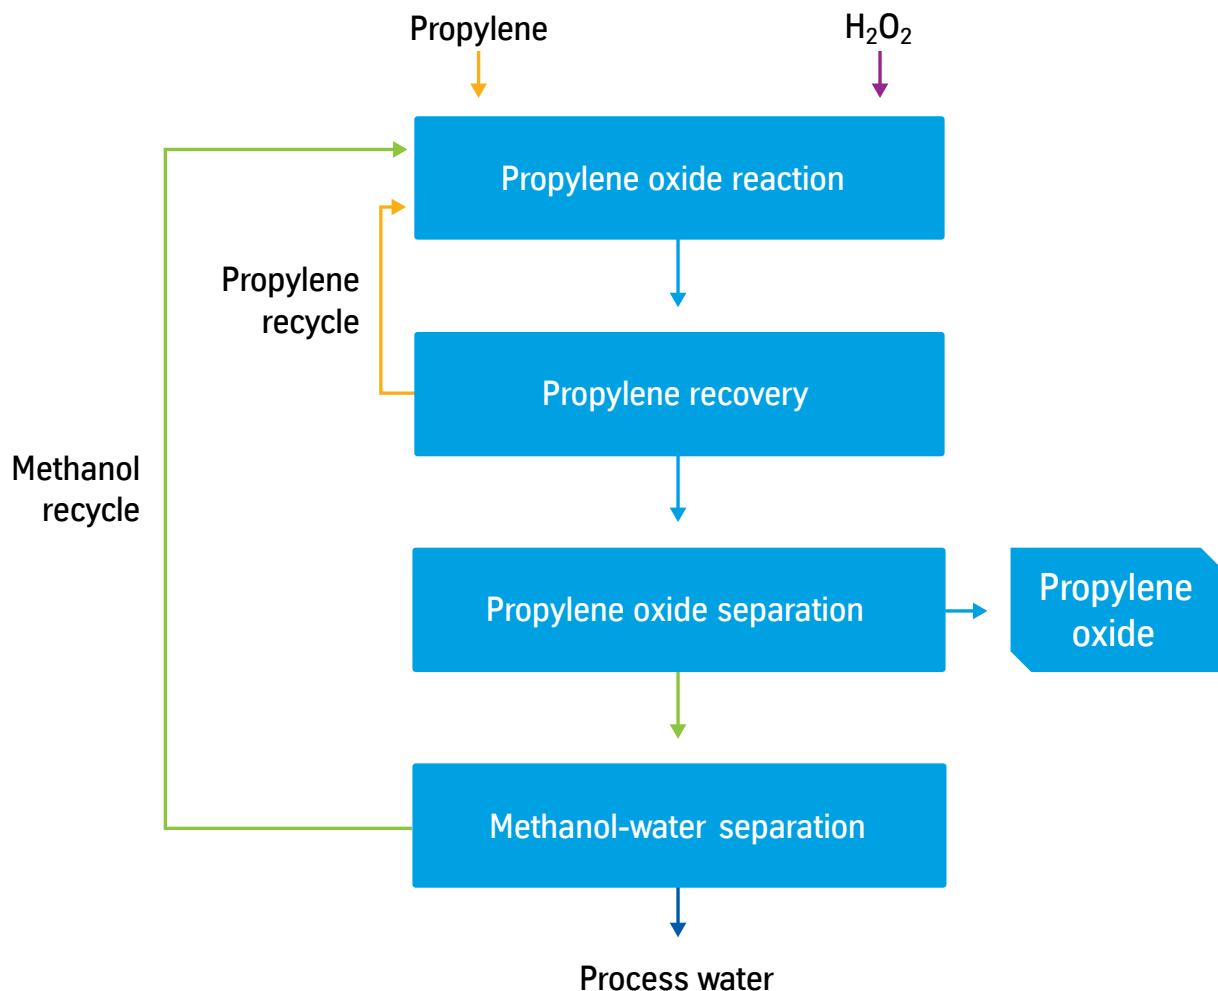 Propylene
H₂O₂
Propylene oxide reaction
Propylene
recycle
Propylene recovery
Methanol
recycle
Propylene oxide separation
Propylene
oxide
Methanol-water separation
Process water